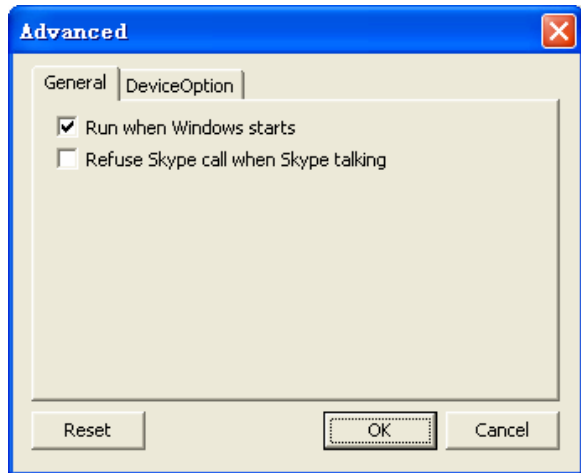 Advanced
General DeviceOption
Run when Windows starts
Refuse Skype call when Skype talking
Reset OK Cancel